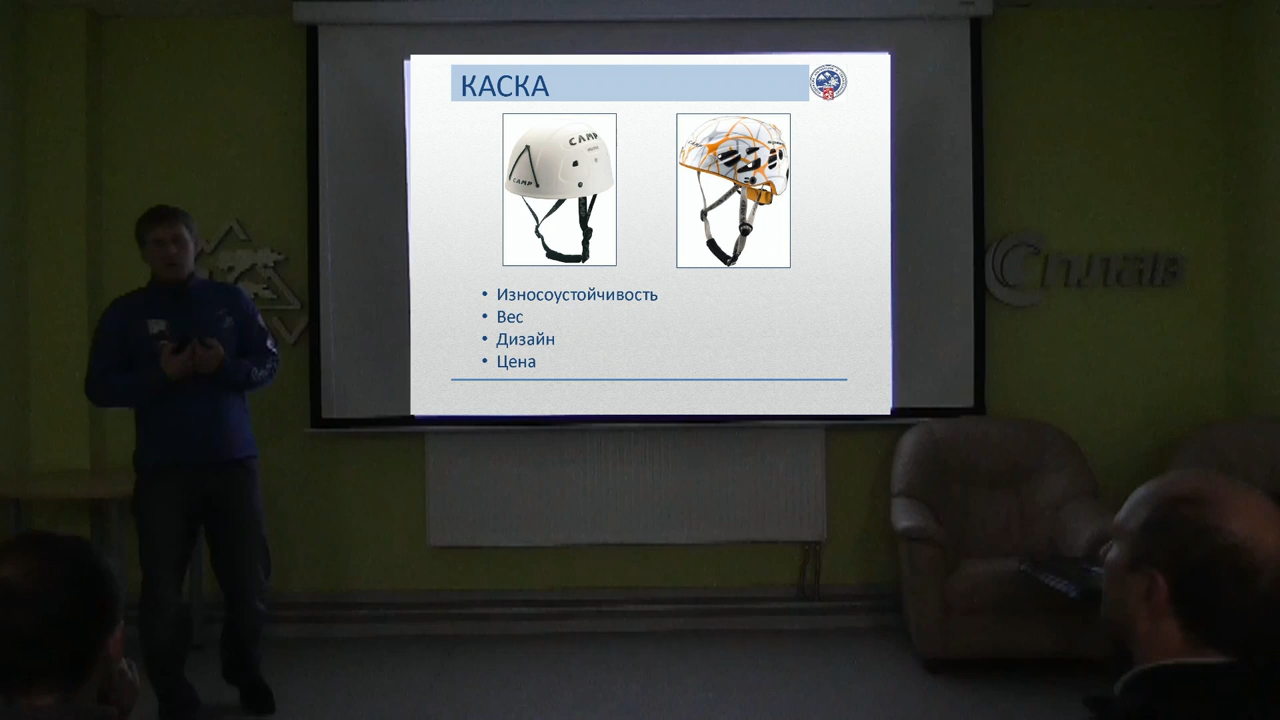 КАСКА
CAMP
CAMP
• Износоустойчивость
• Вес
• Дизайн
• Цена
Сплав